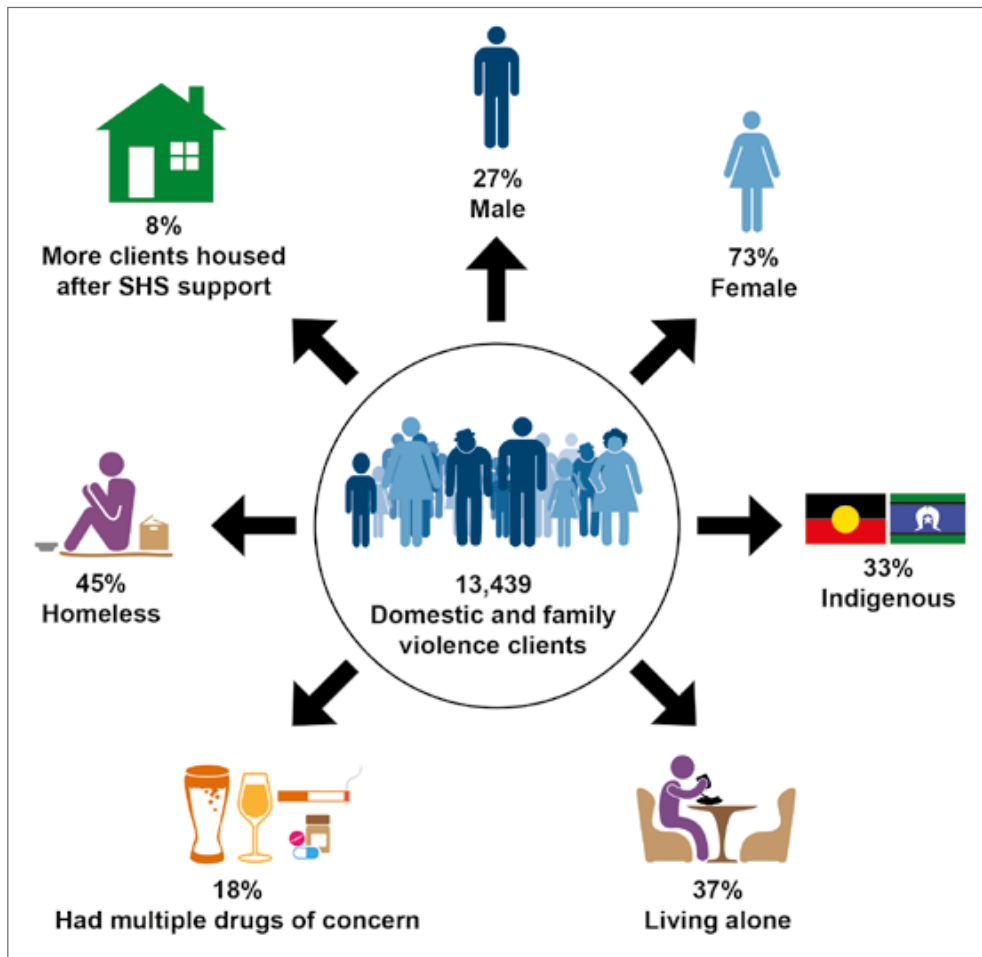 27%
Male
73%
Female
8%
More clients housed
after SHS support
13,439
Domestic and family
violence clients
33%
Indigenous
45%
Homeless
18%
Had multiple drugs of concern
37%
Living alone